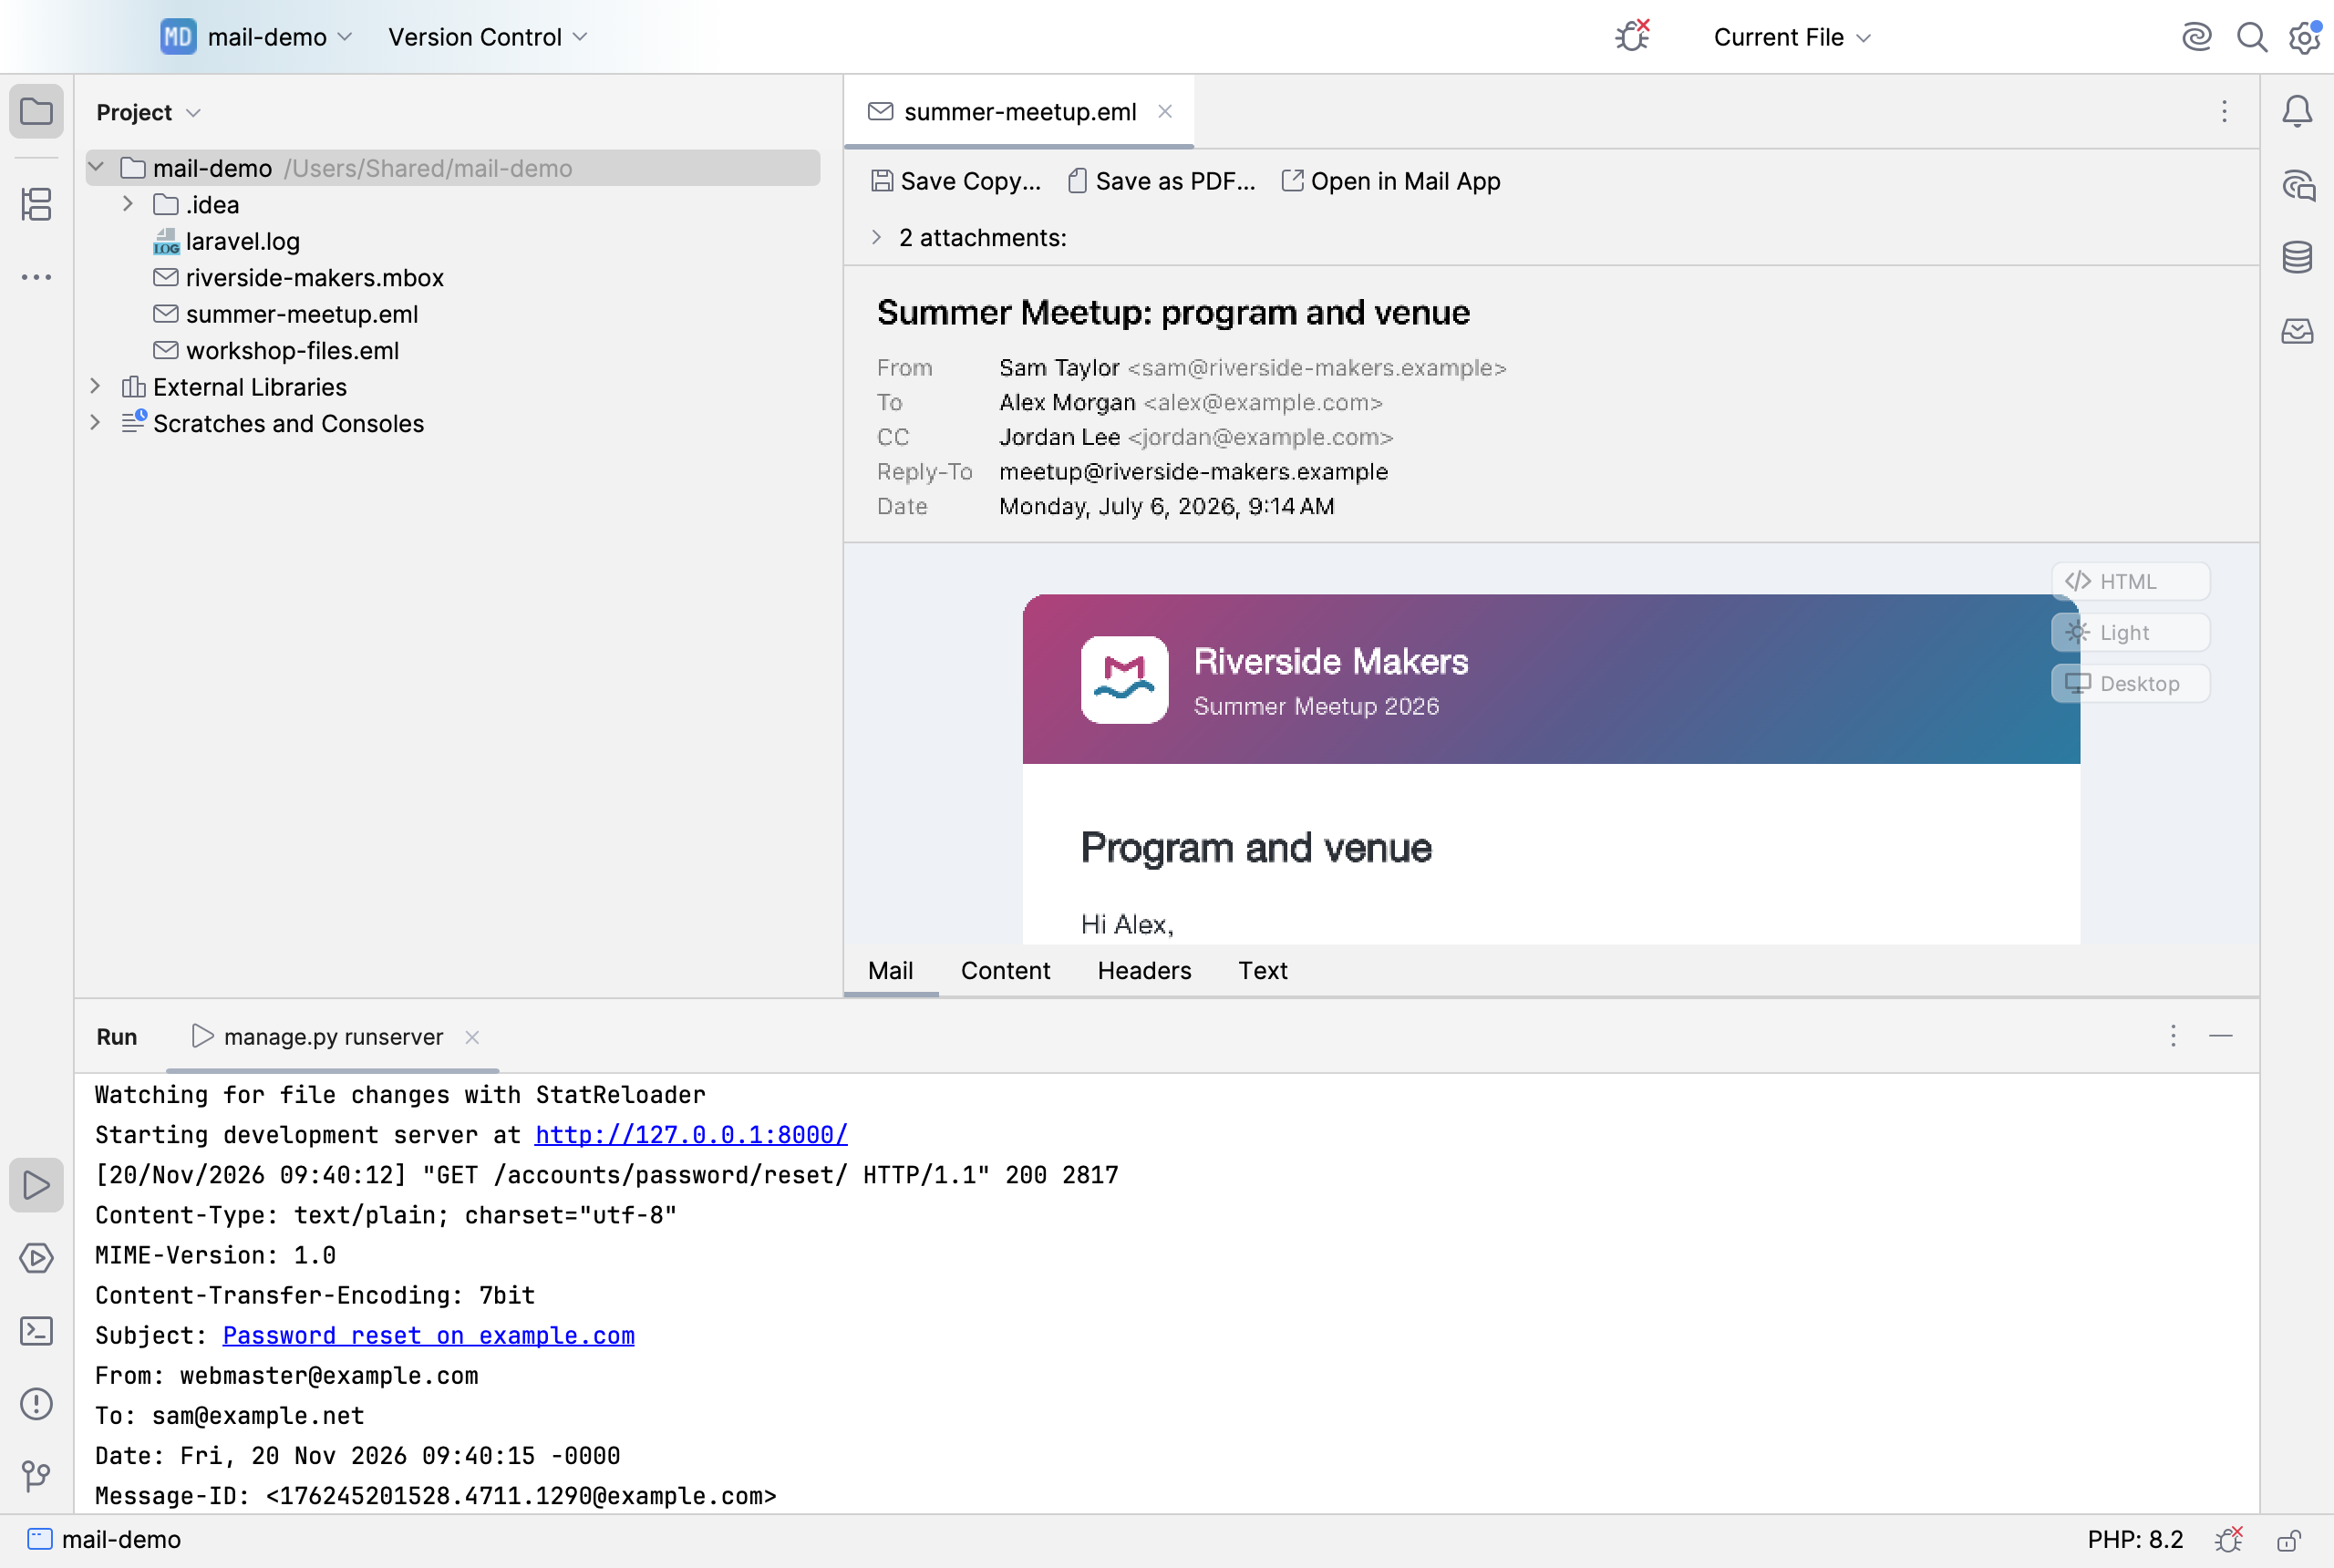 MD mail-demo Version Control Current File
Project
mail-demo /Users/Shared/mail-demo
.idea
LOG laravel.log
riverside-makers.mbox
summer-meetup.eml
workshop-files.eml
External Libraries
Scratches and Consoles
summer-meetup.eml
Save Copy... Save as PDF... Open in Mail App
2 attachments:
Summer Meetup: program and venue
From Sam Taylor <sam@riverside-makers.example>
To Alex Morgan <alex@example.com>
CC Jordan Lee <jordan@example.com>
Reply-To meetup@riverside-makers.example
Date Monday, July 6, 2026, 9:14 AM
HTML
Light
Desktop
M
Riverside Makers
Summer Meetup 2026
Program and venue
Hi Alex,
Mail Content Headers Text
Run manage.py runserver
Watching for file changes with StatReloader
Starting development server at http://127.0.0.1:8000/
[20/Nov/2026 09:40:12] "GET /accounts/password/reset/ HTTP/1.1" 200 2817
Content-Type: text/plain; charset="utf-8"
MIME-Version: 1.0
Content-Transfer-Encoding: 7bit
Subject: Password reset on example.com
From: webmaster@example.com
To: sam@example.net
Date: Fri, 20 Nov 2026 09:40:15 -0000
Message-ID: <176245201528.4711.1290@example.com>
mail-demo PHP: 8.2